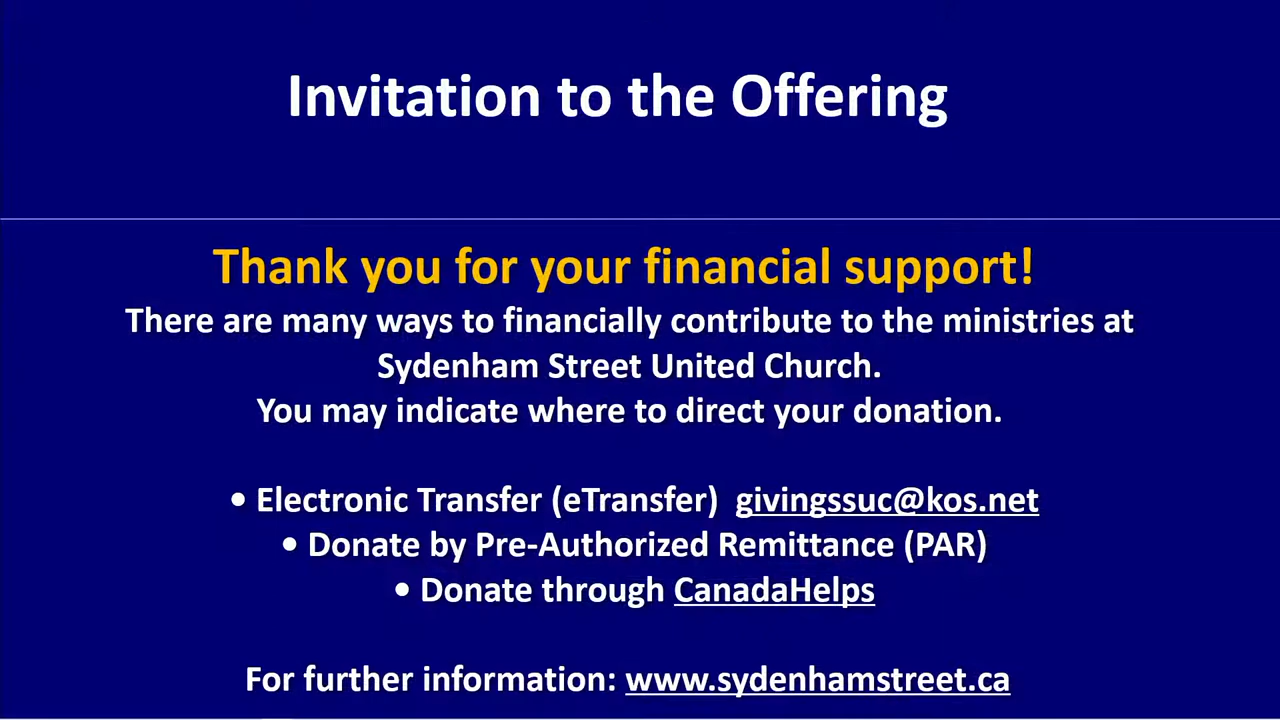 Invitation to the Offering
Thank you for your financial support!
There are many ways to financially contribute to the ministries at
Sydenham Street United Church.
You may indicate where to direct your donation.
• Electronic Transfer (eTransfer) givingssuc@kos.net
• Donate by Pre-Authorized Remittance (PAR)
• Donate through CanadaHelps
For further information: www.sydenhamstreet.ca